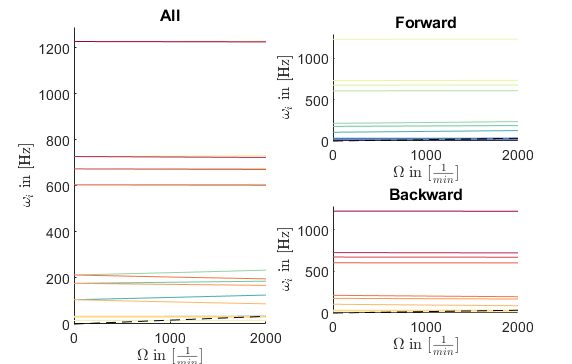 All
1200
1000
800
600
400
200
0
0 1000 2000
ω_i in [Hz]
Ω in [1/min]
Forward
1000
500
0
0 1000 2000
ω_i in [Hz]
Ω in [1/min]
Backward
1000
500
0
0 1000 2000
ω_i in [Hz]
Ω in [1/min]